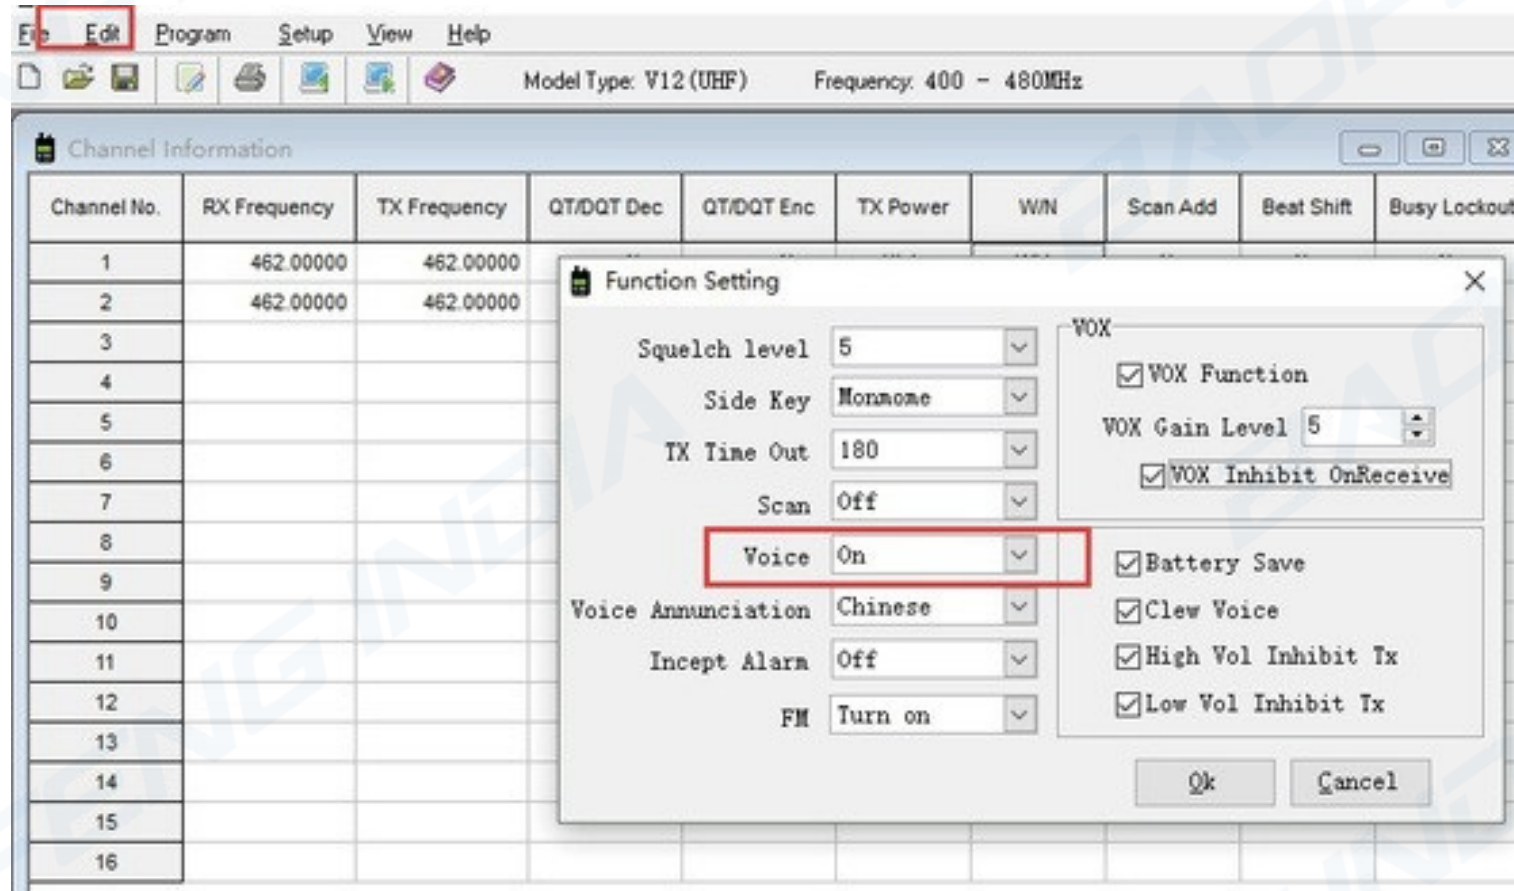 File Edit Program Setup View Help
Model Type: V12(UHF) Frequency: 400 - 480MHz
Channel Information
Channel No. RX Frequency TX Frequency QT/DQT Dec QT/DQT Enc TX Power W/N Scan Add Beat Shift Busy Lockout
1 462.00000 462.00000
2 462.00000 462.00000
3
4
5
6
7
8
9
10
11
12
13
14
15
16
Function Setting
Squelch level 5
Side Key Monmome
TX Time Out 180
Scan Off
Voice On
Voice Annunciation Chinese
Incept Alarm Off
FM Turn on
VOX
VOX Function
VOX Gain Level 5
VOX Inhibit OnReceive
Battery Save
Clew Voice
High Vol Inhibit Tx
Low Vol Inhibit Tx
Ok Cancel